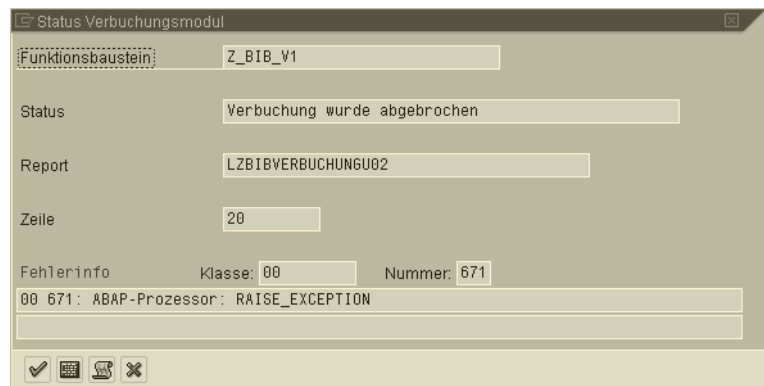 Status Verbuchungsmodul
Funktionsbaustein Z_BIB_V1
Status Verbuchung wurde abgebrochen
Report LZBIBVERBUCHUNGU02
Zeile 20
Fehlerinfo Klasse: 00 Nummer: 671
00 671: ABAP-Prozessor: RAISE_EXCEPTION